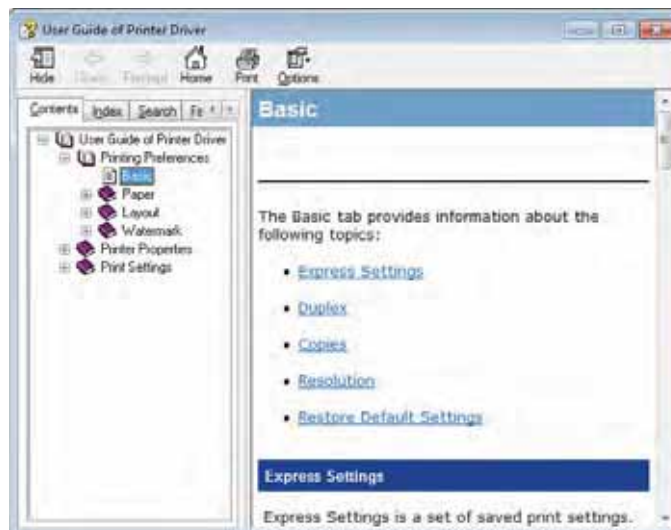 User Guide of Printer Driver
Hide Back Forward Home Print Options
Contents Index Search
User Guide of Printer Driver
Printing Preferences
Basic
Paper
Layout
Watermark
Printer Properties
Print Settings
Basic
The Basic tab provides information about the
following topics:
Express Settings
Duplex
Copies
Resolution
Restore Default Settings
Express Settings
Express Settings is a set of saved print settings.